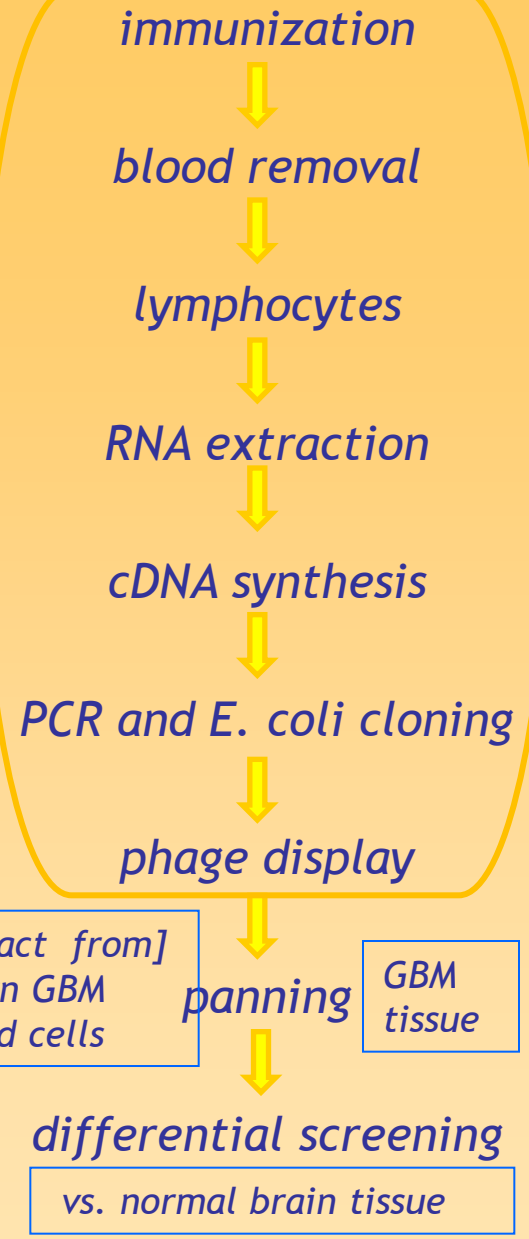 immunization
blood removal
lymphocytes
RNA extraction
cDNA synthesis
PCR and E. coli cloning
phage display
act from]
n GBM
d cells
panning
GBM
tissue
differential screening
vs. normal brain tissue